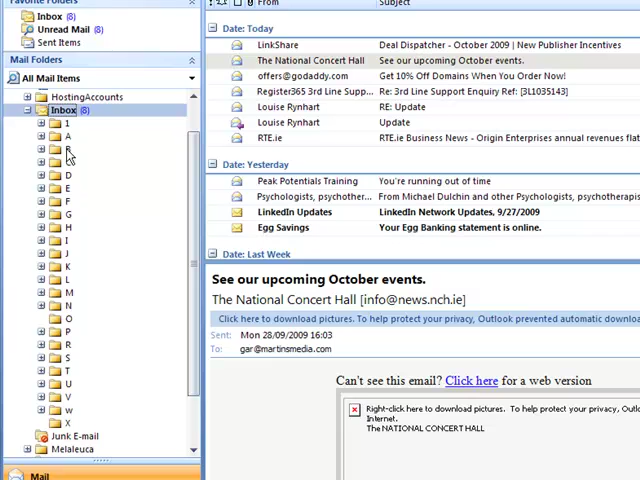 Favorite Folders
Inbox (8)
Unread Mail (8)
Sent Items
Mail Folders
All Mail Items
HostingAccounts
Inbox (8)
1
A
D
E
F
G
H
I
J
K
L
M
N
O
P
R
S
T
U
V
w
X
Junk E-mail
Melaleuca
Mail
From Subject
Date: Today
LinkShare Deal Dispatcher - October 2009 | New Publisher Incentives
The National Concert Hall See our upcoming October events.
offers@godaddy.com Get 10% Off Domains When You Order Now!
Register365 3rd Line Supp... Re: 3rd Line Support Enquiry Ref: [3L1035143]
Louise Rynhart RE: Update
Louise Rynhart Update
RTE.ie RTE.ie Business News - Origin Enterprises annual revenues flat
Date: Yesterday
Peak Potentials Training You're running out of time
Psychologists, psychother... From Michael Dulchin and other Psychologists, psychotherapis
LinkedIn Updates LinkedIn Network Updates, 9/27/2009
Egg Savings Your Egg Banking statement is online.
Date: Last Week
See our upcoming October events.
The National Concert Hall [info@news.nch.ie]
Click here to download pictures. To help protect your privacy, Outlook prevented automatic downloa
Sent: Mon 28/09/2009 16:03
To: gar@martinsmedia.com
Can't see this email? Click here for a web version
Right-click here to download pictures. To help protect your privacy, Outlo
Internet.
The NATIONAL CONCERT HALL